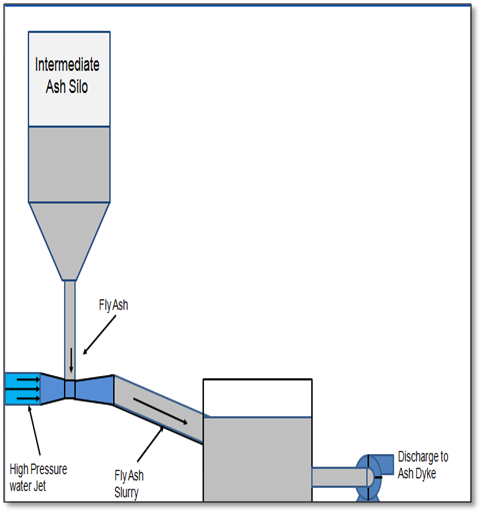 Intermediate
Ash Silo
Fly Ash
High Pressure
water Jet
Fly Ash
Slurry
Discharge to
Ash Dyke